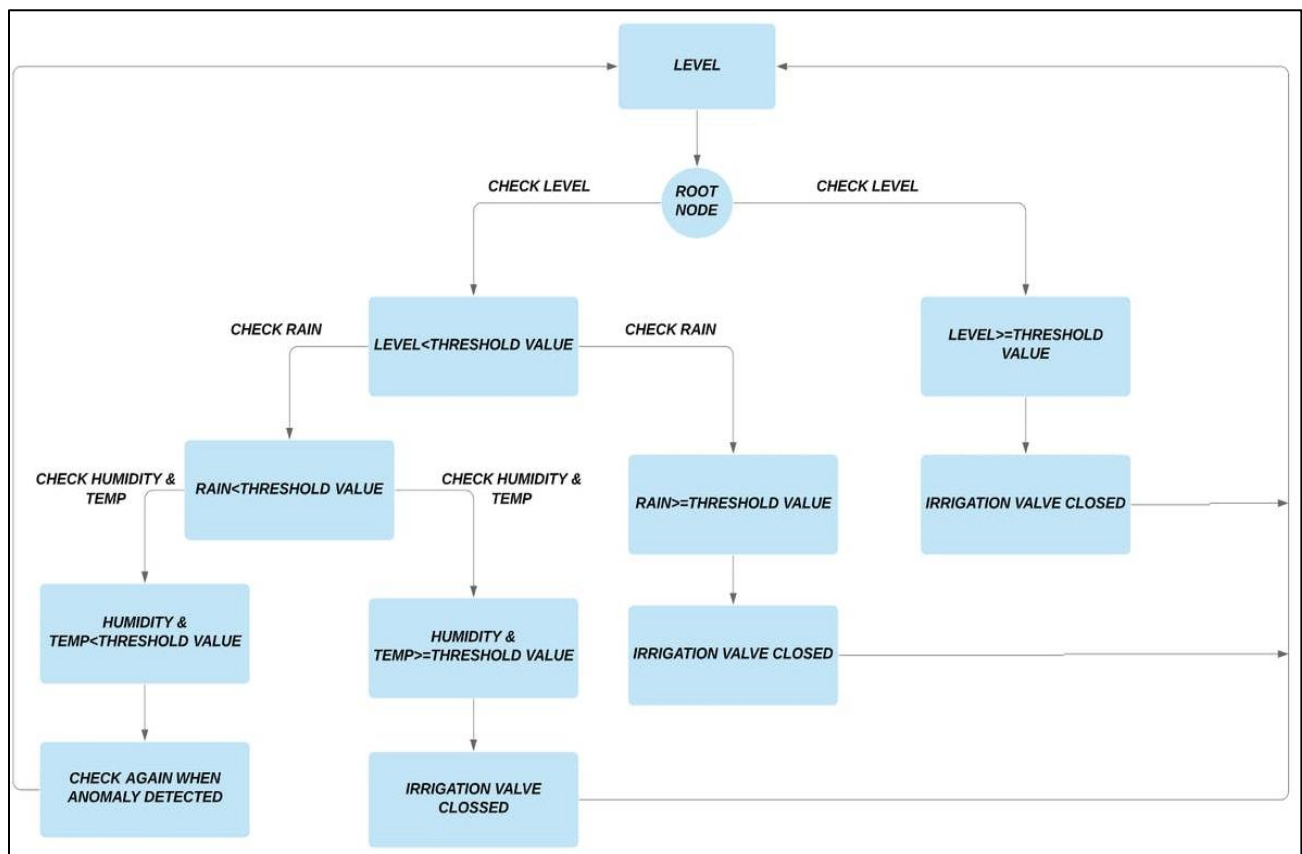 LEVEL
CHECK LEVEL
ROOT
NODE
CHECK LEVEL
CHECK RAIN
LEVEL<THRESHOLD VALUE
CHECK RAIN
LEVEL>=THRESHOLD
VALUE
CHECK HUMIDITY &
TEMP
RAIN<THRESHOLD VALUE
CHECK HUMIDITY &
TEMP
RAIN>=THRESHOLD VALUE
IRRIGATION VALVE CLOSED
HUMIDITY &
TEMP<THRESHOLD VALUE
HUMIDITY &
TEMP>=THRESHOLD VALUE
IRRIGATION VALVE CLOSED
CHECK AGAIN WHEN
ANOMALY DETECTED
IRRIGATION VALVE
CLOSSED